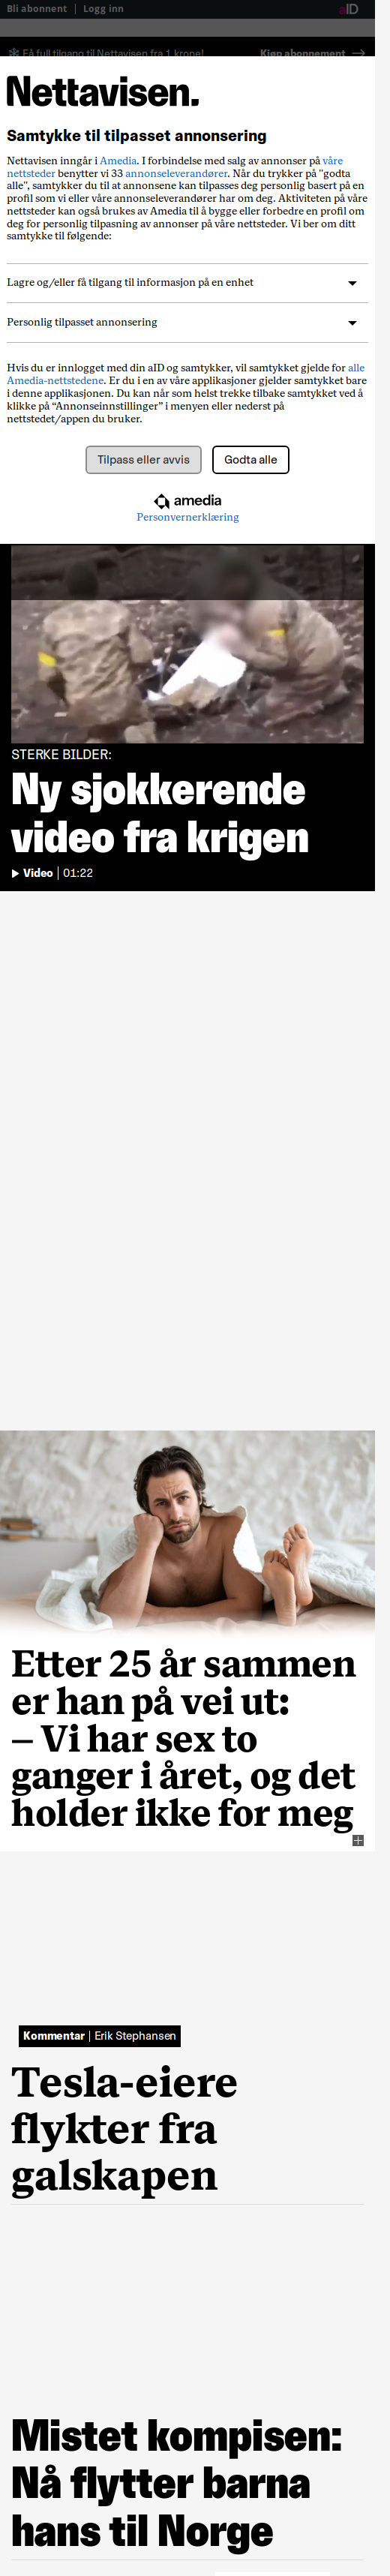 Bli abonnent | Logg inn
aID
Få full tilgang til Nettavisen fra 1 krone!
Kjøp abonnement →
Nettavisen.
Samtykke til tilpasset annonsering
Nettavisen inngår i Amedia. I forbindelse med salg av annonser på våre
nettsteder benytter vi 33 annonseleverandører. Når du trykker på "godta
alle", samtykker du til at annonsene kan tilpasses deg personlig basert på en
profil som vi eller våre annonseleverandører har om deg. Aktiviteten på våre
nettsteder kan også brukes av Amedia til å bygge eller forbedre en profil om
deg for personlig tilpasning av annonser på våre nettsteder. Vi ber om ditt
samtykke til følgende:
Lagre og/eller få tilgang til informasjon på en enhet
Personlig tilpasset annonsering
Hvis du er innlogget med din aID og samtykker, vil samtykket gjelde for alle
Amedia-nettstedene. Er du i en av våre applikasjoner gjelder samtykket bare
i denne applikasjonen. Du kan når som helst trekke tilbake samtykket ved å
klikke på “Annonseinnstillinger” i menyen eller nederst på
nettstedet/appen du bruker.
Tilpass eller avvis
Godta alle
amedia
Personvernerklæring
STERKE BILDER:
Ny sjokkerende
video fra krigen
Video | 01:22
Etter 25 år sammen
er han på vei ut:
– Vi har sex to
ganger i året, og det
holder ikke for meg
Kommentar | Erik Stephansen
Tesla-eiere
flykter fra
galskapen
Mistet kompisen:
Nå flytter barna
hans til Norge